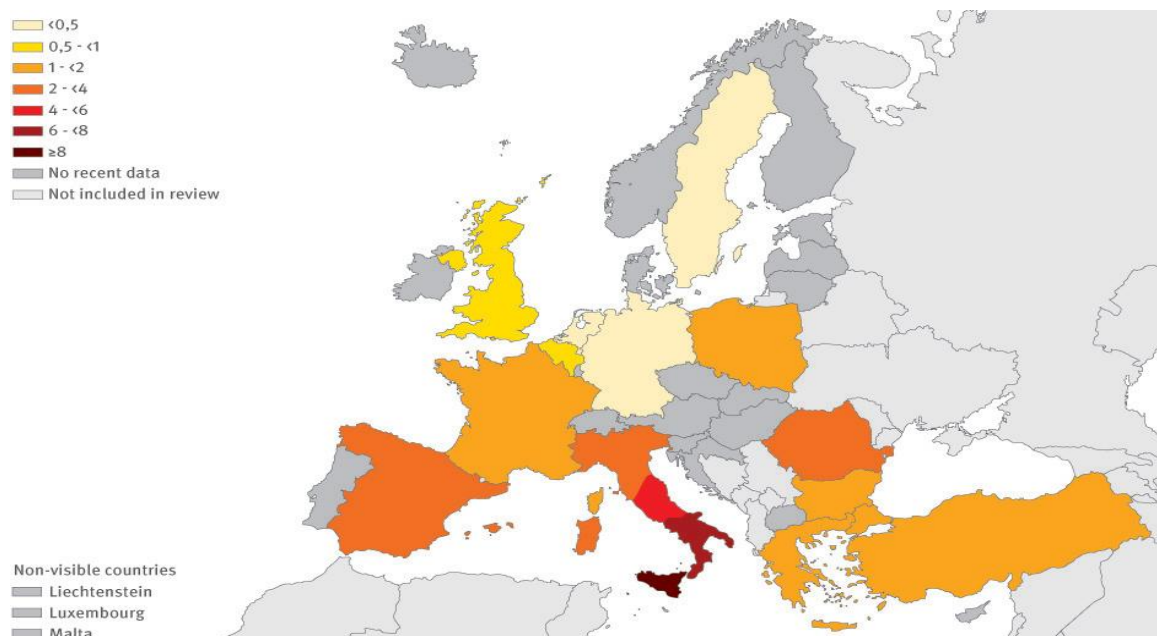 <0,5
0,5 - <1
1 - <2
2 - <4
4 - <6
6 - <8
≥8
No recent data
Not included in review
Non-visible countries
Liechtenstein
Luxembourg
Malta